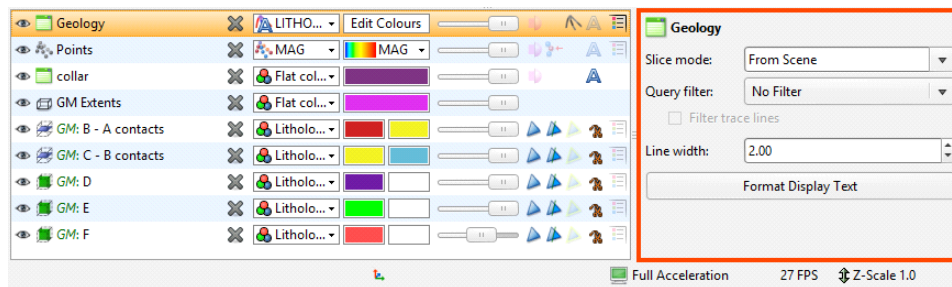 Geology LITHO... Edit Colours
Points MAG MAG
collar Flat col...
GM Extents Flat col...
GM: B - A contacts Litholo...
GM: C - B contacts Litholo...
GM: D Litholo...
GM: E Litholo...
GM: F Litholo...
Geology
Slice mode: From Scene
Query filter: No Filter
Filter trace lines
Line width: 2.00
Format Display Text
Full Acceleration 27 FPS Z-Scale 1.0